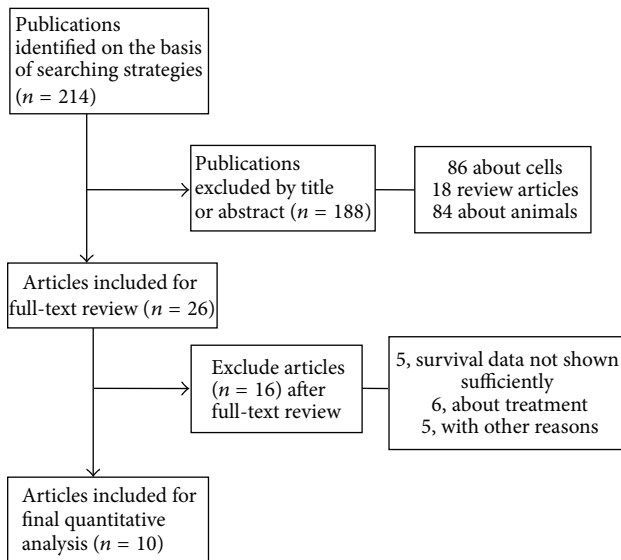 Publications
identified on the basis
of searching strategies
(n = 214)
Publications
excluded by title
or abstract (n = 188)
86 about cells
18 review articles
84 about animals
Articles included for
full-text review (n = 26)
Exclude articles
(n = 16) after
full-text review
5, survival data not shown
sufficiently
6, about treatment
5, with other reasons
Articles included for
final quantitative
analysis (n = 10)